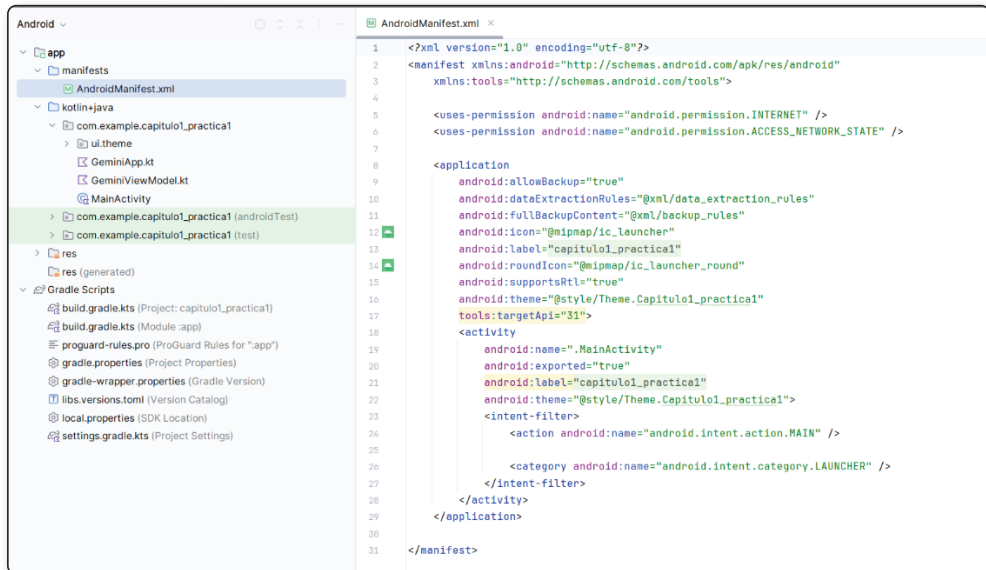 Android
app
manifests
AndroidManifest.xml
kotlin+java
com.example.capitulo1_practica1
ui.theme
GeminiApp.kt
GeminiViewModel.kt
MainActivity
com.example.capitulo1_practica1 (androidTest)
com.example.capitulo1_practica1 (test)
res
res (generated)
Gradle Scripts
build.gradle.kts (Project: capitulo1_practica1)
build.gradle.kts (Module :app)
proguard-rules.pro (ProGuard Rules for ":app")
gradle.properties (Project Properties)
gradle-wrapper.properties (Gradle Version)
libs.versions.toml (Version Catalog)
local.properties (SDK Location)
settings.gradle.kts (Project Settings)
AndroidManifest.xml
1 <?xml version="1.0" encoding="utf-8"?>
2 <manifest xmlns:android="http://schemas.android.com/apk/res/android"
3 xmlns:tools="http://schemas.android.com/tools">
4
5 <uses-permission android:name="android.permission.INTERNET" />
6 <uses-permission android:name="android.permission.ACCESS_NETWORK_STATE" />
7
8 <application
9 android:allowBackup="true"
10 android:dataExtractionRules="@xml/data_extraction_rules"
11 android:fullBackupContent="@xml/backup_rules"
12 android:icon="@mipmap/ic_launcher"
13 android:label="capitulo1_practica1"
14 android:roundIcon="@mipmap/ic_launcher_round"
15 android:supportsRtl="true"
16 android:theme="@style/Theme.Capitulo1_practica1"
17 tools:targetApi="31">
18 <activity
19 android:name=".MainActivity"
20 android:exported="true"
21 android:label="capitulo1_practica1"
22 android:theme="@style/Theme.Capitulo1_practica1">
23 <intent-filter>
24 <action android:name="android.intent.action.MAIN" />
25
26 <category android:name="android.intent.category.LAUNCHER" />
27 </intent-filter>
28 </activity>
29 </application>
30
31 </manifest>